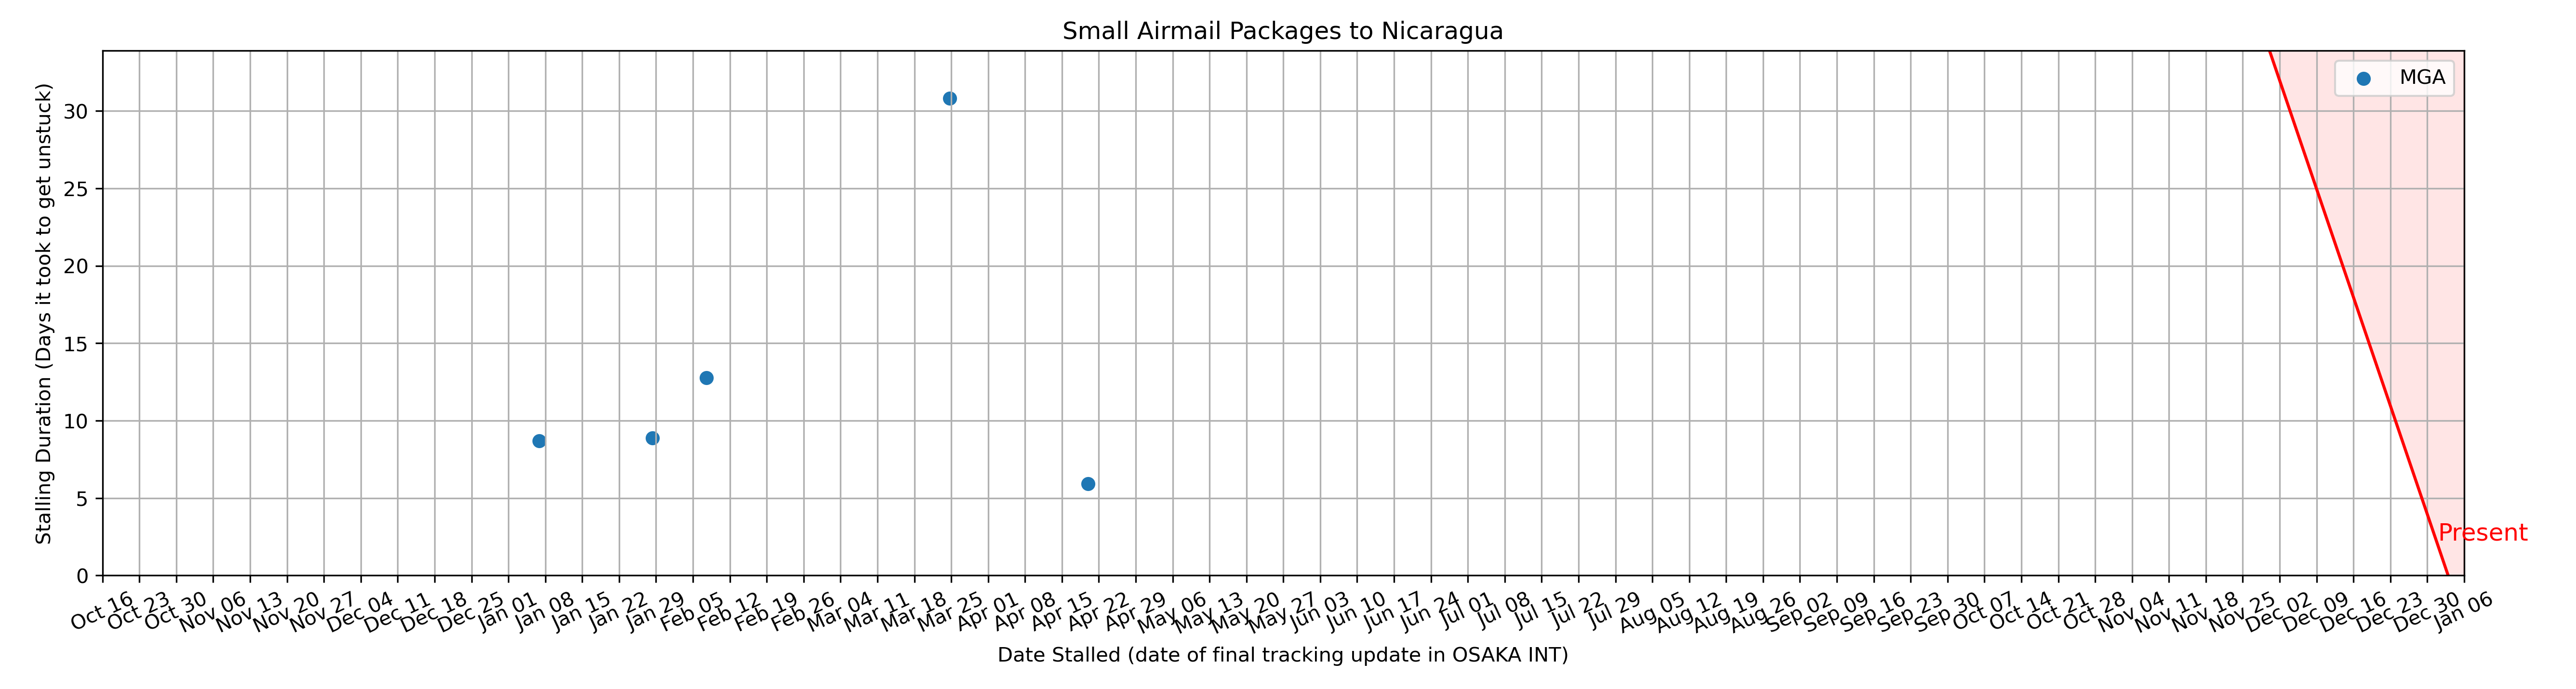 Small Airmail Packages to Nicaragua
MGA
Stalling Duration (Days it took to get unstuck)
30
25
20
15
10
5
0
Present
Oct 16 Oct 23 Oct 30 Nov 06 Nov 13 Nov 20 Nov 27 Dec 04 Dec 11 Dec 18 Dec 25 Jan 01 Jan 08 Jan 15 Jan 22 Jan 29 Feb 05 Feb 12 Feb 19 Feb 26 Mar 04 Mar 11 Mar 18 Mar 25 Apr 01 Apr 08 Apr 15 Apr 22 Apr 29 May 06 May 13 May 20 May 27 Jun 03 Jun 10 Jun 17 Jun 24 Jul 01 Jul 08 Jul 15 Jul 22 Jul 29 Aug 05 Aug 12 Aug 19 Aug 26 Sep 02 Sep 09 Sep 16 Sep 23 Sep 30 Oct 07 Oct 14 Oct 21 Oct 28 Nov 04 Nov 11 Nov 18 Nov 25 Dec 02 Dec 09 Dec 16 Dec 23 Dec 30 Jan 06
Date Stalled (date of final tracking update in OSAKA INT)